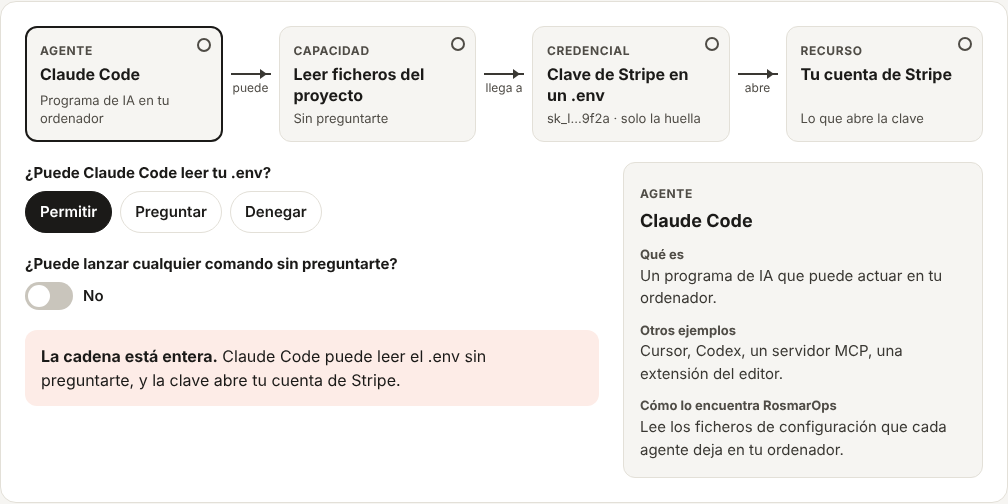 AGENTE
Claude Code
Programa de IA en tu
ordenador
puede
CAPACIDAD
Leer ficheros del
proyecto
Sin preguntarte
llega a
CREDENCIAL
Clave de Stripe en
un .env
sk_l…9f2a · solo la huella
abre
RECURSO
Tu cuenta de Stripe
Lo que abre la clave
¿Puede Claude Code leer tu .env?
Permitir
Preguntar
Denegar
¿Puede lanzar cualquier comando sin preguntarte?
No
La cadena está entera. Claude Code puede leer el .env sin
preguntarte, y la clave abre tu cuenta de Stripe.
AGENTE
Claude Code
Qué es
Un programa de IA que puede actuar en tu
ordenador.
Otros ejemplos
Cursor, Codex, un servidor MCP, una
extensión del editor.
Cómo lo encuentra RosmarOps
Lee los ficheros de configuración que cada
agente deja en tu ordenador.